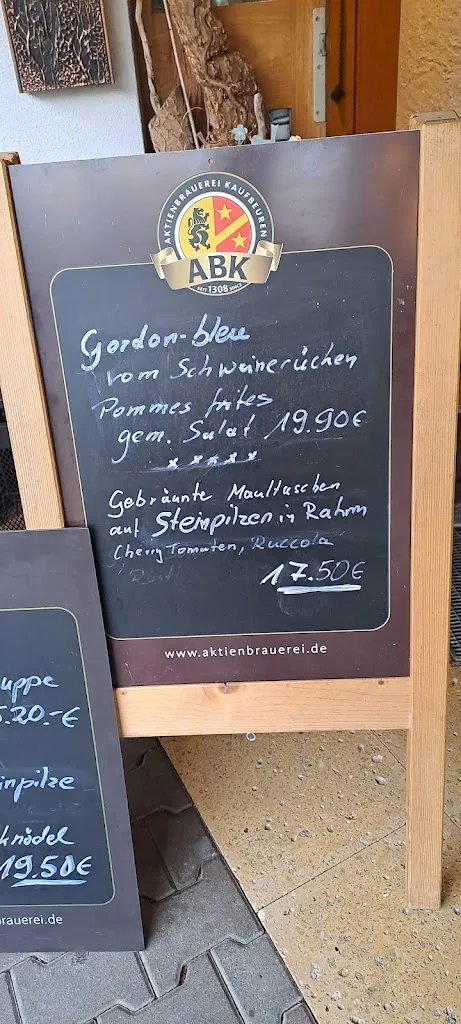 AKTIENBRAUEREI KAUFBEUREN
ABK
SEIT 1308 SINCE
Gordon-bleu
vom Schweinerücken
Pommes frites
gem. Salat 19.90€
xxxxx
Gebräunte Maultaschen
auf Steinpilzen in Rahm
Cherry Tomaten, Ruccola
17.50€
www.aktienbrauerei.de
uppe
5.20.-€
inpilze
knödel
19.50€
rauerei.de